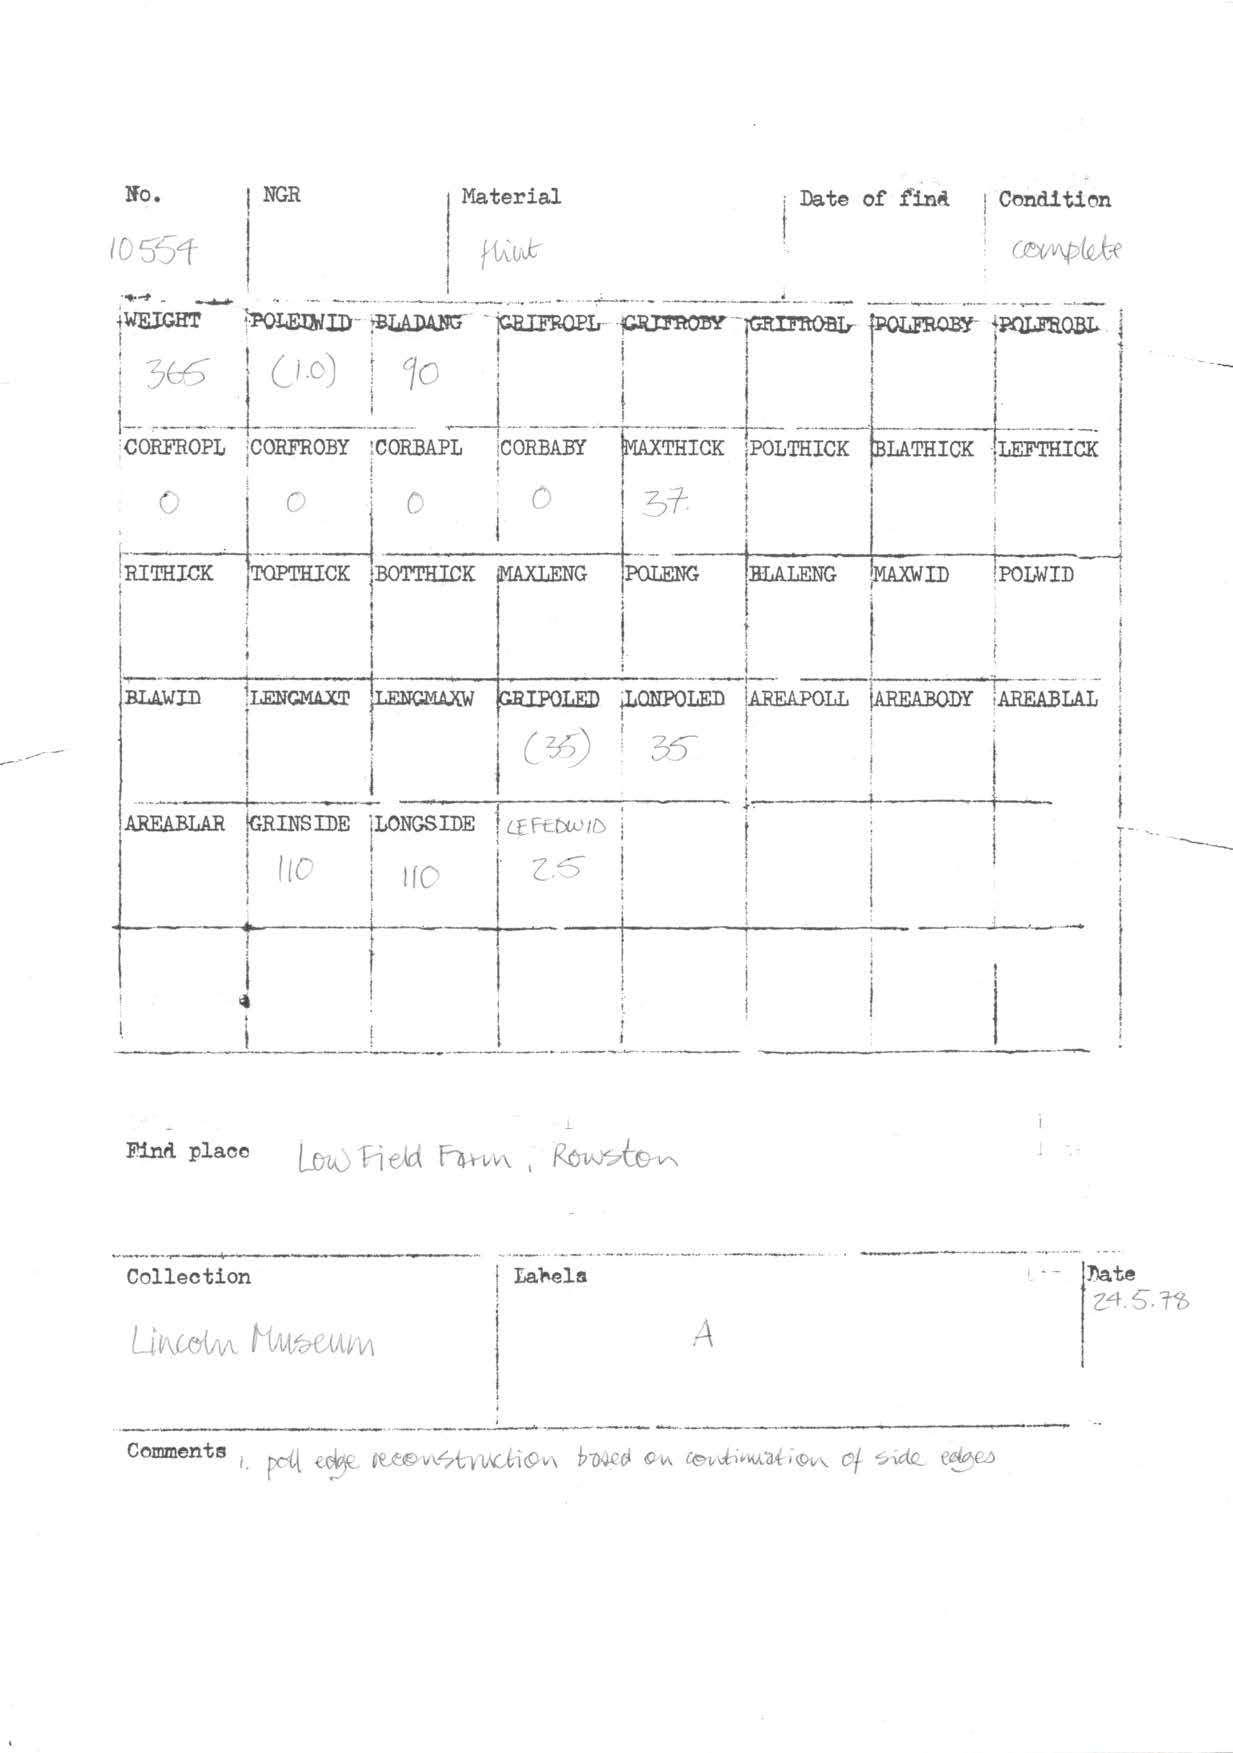 No. NGR Material Date of find Condition
10554 flint complete
WEIGHT POLEDWID BLADANG GRIFROPL GRIFROBY GRIFROBL POLFROBY POLFROBL
365 (1.0) 90
CORFROPL CORFROBY CORBAPL CORBABY MAXTHICK POLTHICK BLATHICK LEFTHICK
0 0 0 0 37.
RITHICK TOPTHICK BOTTHICK MAXLENG POLENG BLALENG MAXWID POLWID
BLAWID LENGMAXT LENGMAXW GRIPOLED LONPOLED AREAPOLL AREABODY AREABLAL
(35) 35
AREABLAR GRINSIDE LONGSIDE LEFEDWID
110 110 2.5
Find place Low Field Farm, Rowston
Collection Labels Date
24.5.78
Lincoln Museum A
Comments 1. poll edge reconstruction based on continuation of side edges